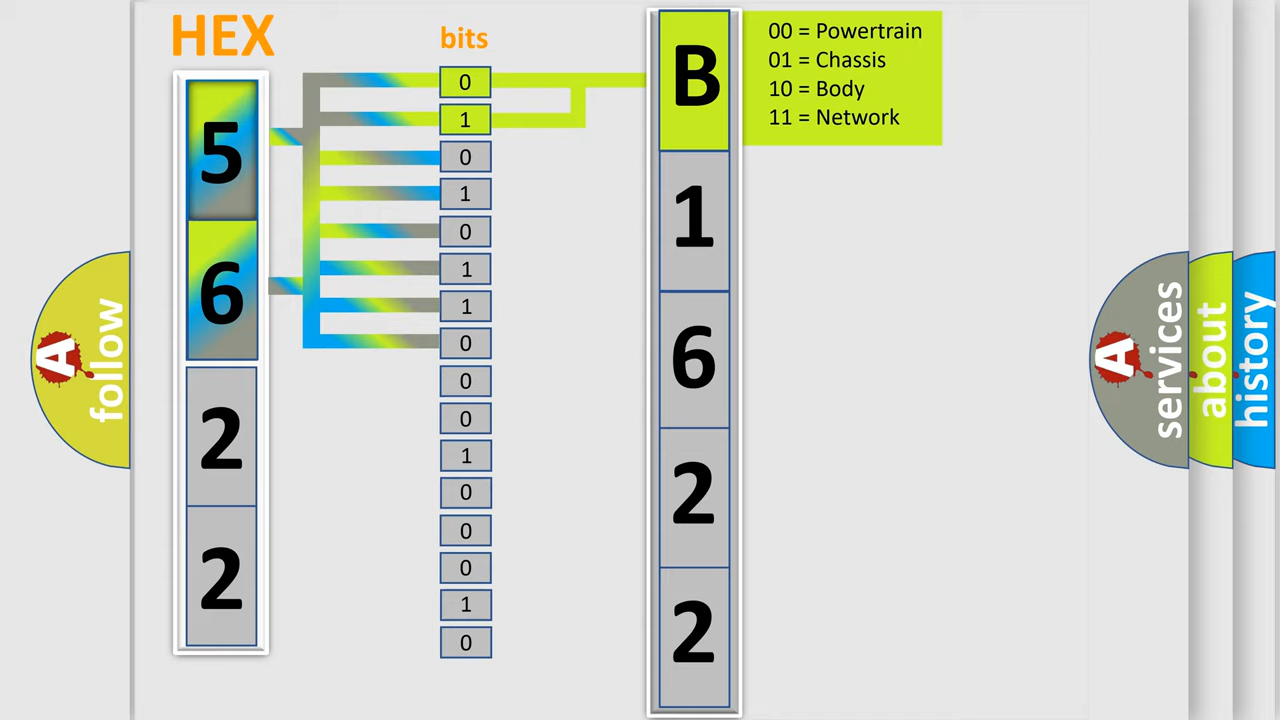 HEX
bits
5
6
2
2
0
1
0
1
0
1
1
0
0
0
1
0
0
0
1
0
B
1
6
2
2
00 = Powertrain
01 = Chassis
10 = Body
11 = Network
A
follow
A
services
about
history